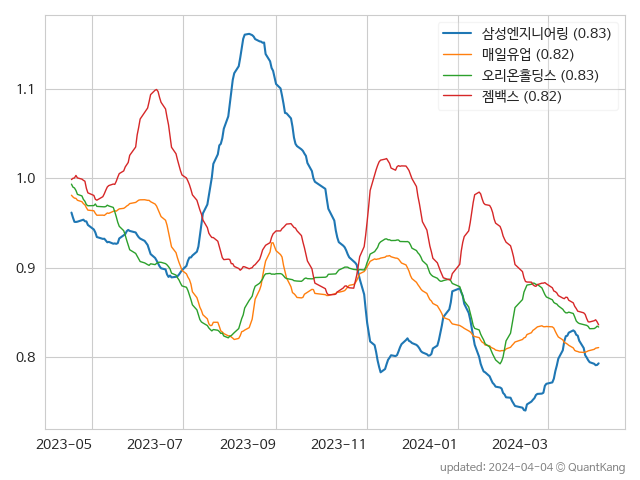 삼성엔지니어링 (0.83)
매일유업 (0.82)
오리온홀딩스 (0.83)
젬백스 (0.82)
1.1
1.0
0.9
0.8
2023-05 2023-07 2023-09 2023-11 2024-01 2024-03
updated: 2024-04-04 © QuantKang